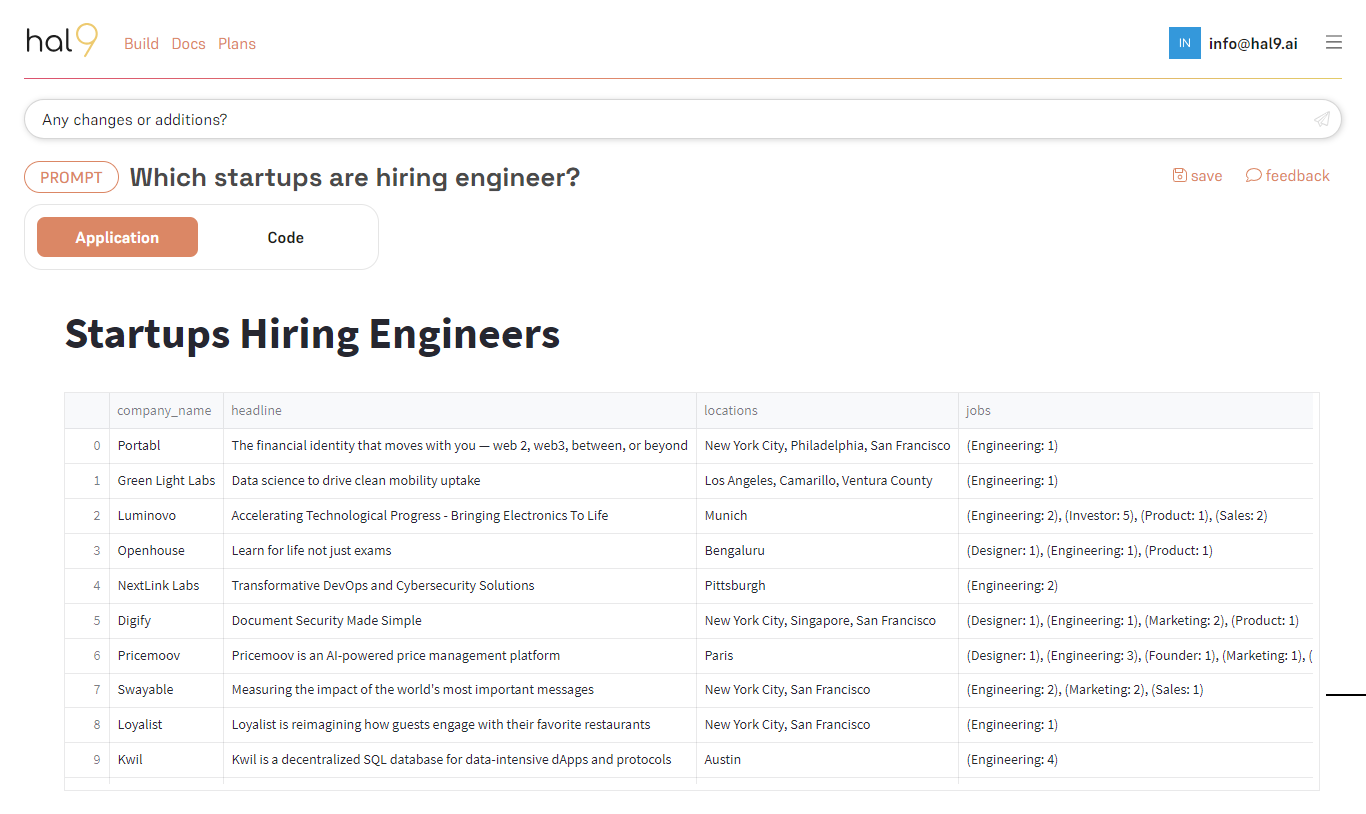 hal9 Build Docs Plans IN info@hal9.ai
Any changes or additions?
PROMPT Which startups are hiring engineer? save feedback
Application Code
Startups Hiring Engineers
company_name headline locations jobs
0 Portabl The financial identity that moves with you — web 2, web3, between, or beyond New York City, Philadelphia, San Francisco (Engineering: 1)
1 Green Light Labs Data science to drive clean mobility uptake Los Angeles, Camarillo, Ventura County (Engineering: 1)
2 Luminovo Accelerating Technological Progress - Bringing Electronics To Life Munich (Engineering: 2), (Investor: 5), (Product: 1), (Sales: 2)
3 Openhouse Learn for life not just exams Bengaluru (Designer: 1), (Engineering: 1), (Product: 1)
4 NextLink Labs Transformative DevOps and Cybersecurity Solutions Pittsburgh (Engineering: 2)
5 Digify Document Security Made Simple New York City, Singapore, San Francisco (Designer: 1), (Engineering: 1), (Marketing: 2), (Product: 1)
6 Pricemoov Pricemoov is an AI-powered price management platform Paris (Designer: 1), (Engineering: 3), (Founder: 1), (Marketing: 1), (
7 Swayable Measuring the impact of the world's most important messages New York City, San Francisco (Engineering: 2), (Marketing: 2), (Sales: 1)
8 Loyalist Loyalist is reimagining how guests engage with their favorite restaurants New York City, San Francisco (Engineering: 1)
9 Kwil Kwil is a decentralized SQL database for data-intensive dApps and protocols Austin (Engineering: 4)